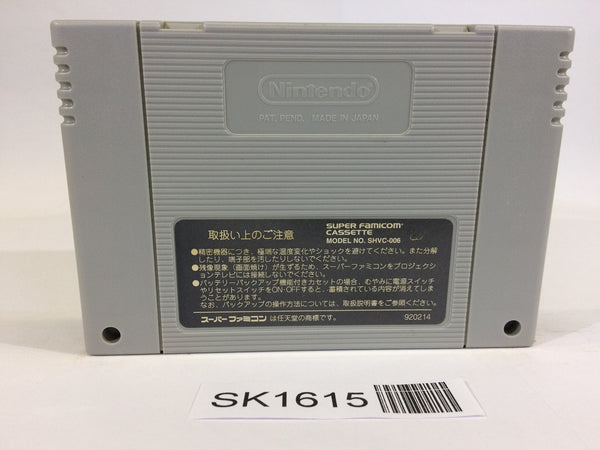 Nintendo
PAT. PEND. MADE IN JAPAN
取扱い上のご注意
SUPER FAMICOM
CASSETTE
MODEL NO. SHVC-006
●精密機器につき、極端な温度変化やショックを避けてください。また分解
したり、端子部を汚したりしないでください。
●残像現象(画面焼け)が生ずるため、スーパーファミコンをプロジェクシ
ョンテレビには接続しないでください。
●バッテリーバックアップ機能付きカセットの場合、むやみに電源スイッチ
やリセットスイッチをON・OFFすると、蓄積されている内容が消えてしま
うことがあります。
なお、バックアップの操作方法については、取扱説明書をご参照ください。
スーパーファミコン は任天堂の商標です。
920214
SK1615